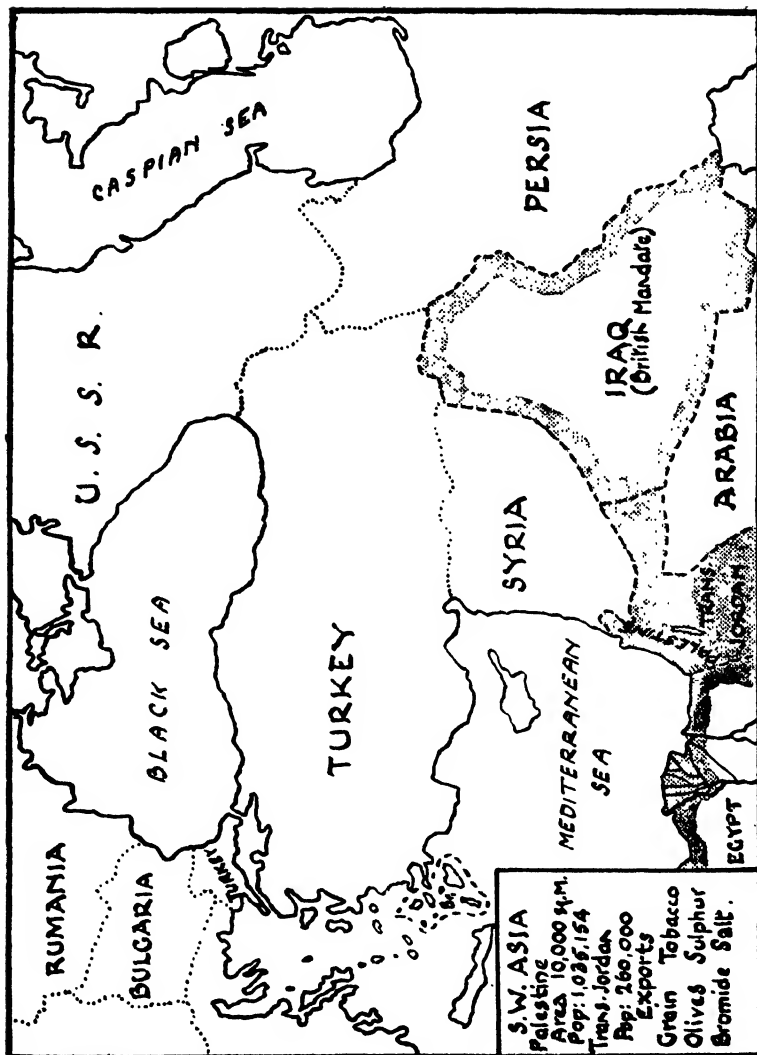 RUMANIA
U. S. S. R.
CASPIAN SEA
BULGARIA
BLACK SEA
TURKEY
TURKEY
PERSIA
SYRIA
IRAQ
(British Mandate)
MEDITERRANEAN
SEA
PALESTINE
TRANS
JORDAN
ARABIA
EGYPT
S.W. ASIA
Palestine
Area 10,000 sq.m.
Pop: 1,035,154
Trans-Jordan
Pop: 260,000
Exports
Grain Tobacco
Olives Sulphur
Bromide Salt.